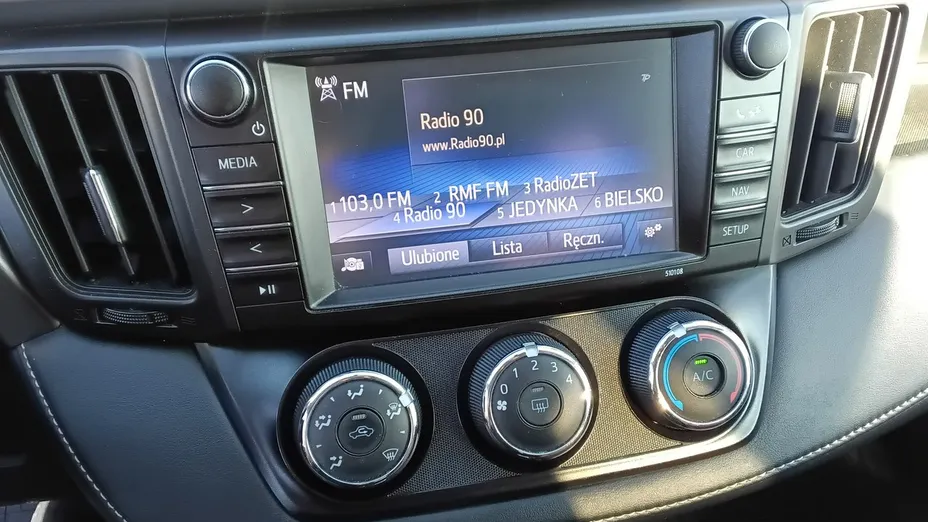 FM
Radio 90
www.Radio90.pl
1 103,0 FM 2 RMF FM 3 RadioZET
4 Radio 90 5 JEDYNKA 6 BIELSKO
Ulubione Lista Ręczn.
510108
MEDIA
>
<
CAR
NAV
SETUP
0 1 2 3 4
A/C